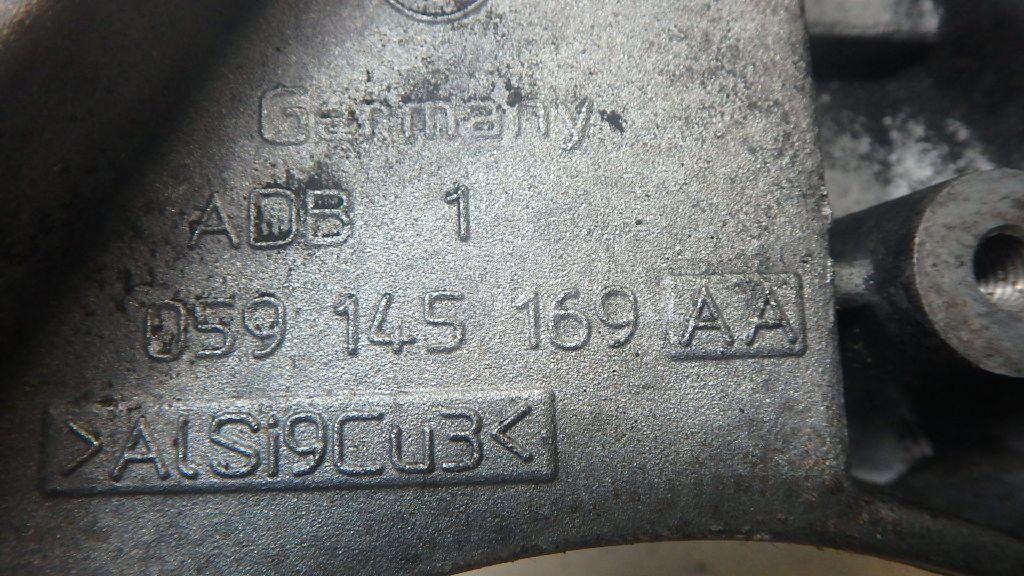 Germany
ADB 1
059 145 169 AA
>AlSi9Cu3<